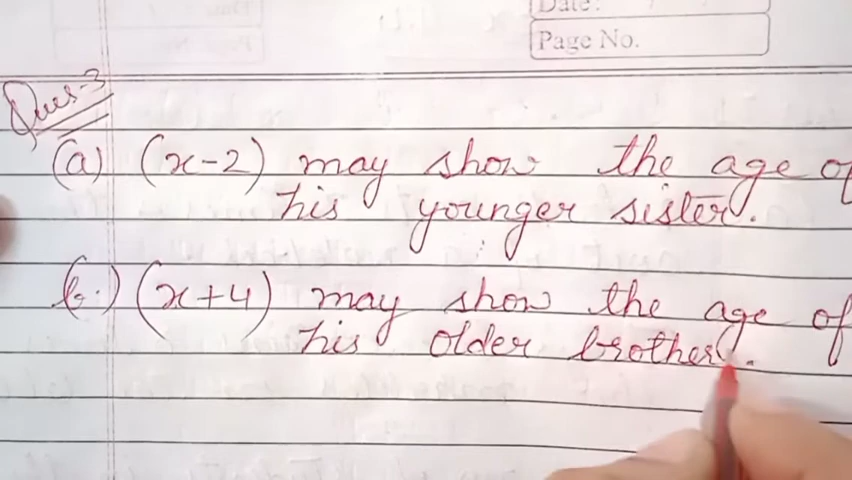 Date:
Page No.
Ques-3
(a) (x-2) may show the age of
his younger sister.
b.) (x+4) may show the age of
his older brother.